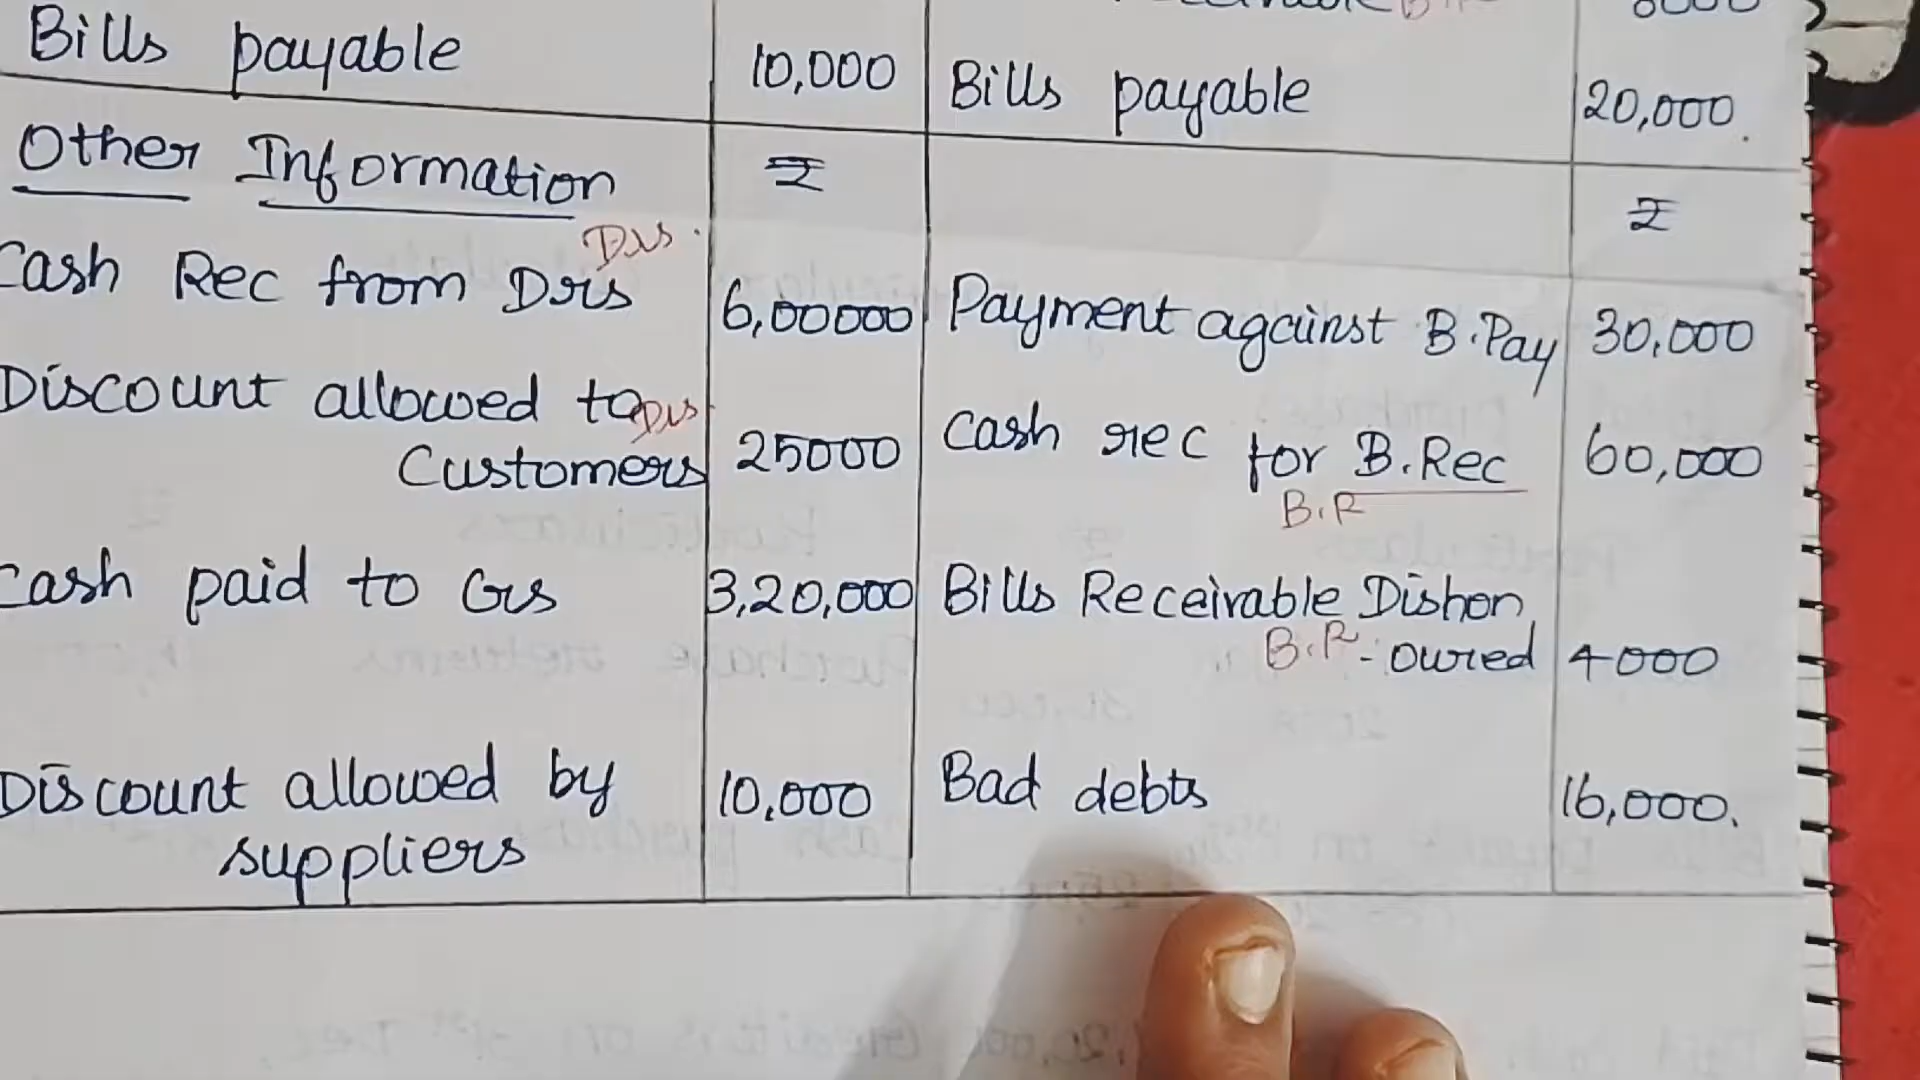 Bills payable 10,000 Bills payable 20,000.
Other Information ₹ ₹
Drs.
Cash Rec from Drs 6,00000 Payment against B.Pay 30,000
Discount allowed to Drs.
Customers 25000 Cash rec for B.Rec 60,000
B.R
Cash paid to Crs 3,20,000 Bills Receivable Dishon
B.R - oured 4000
Discount allowed by 10,000 Bad debts 16,000.
suppliers